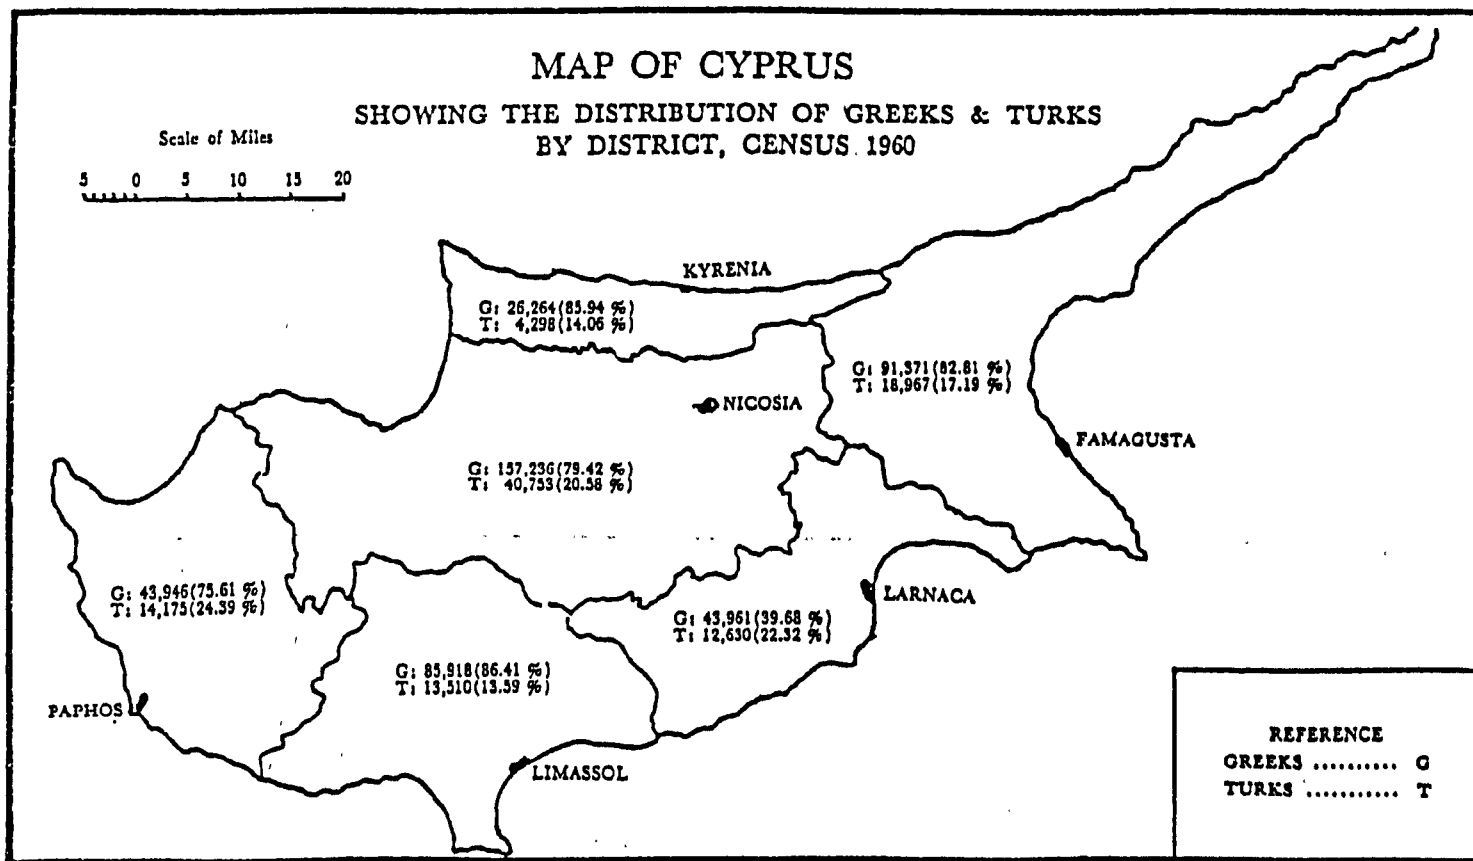 MAP OF CYPRUS
SHOWING THE DISTRIBUTION OF GREEKS & TURKS
BY DISTRICT, CENSUS 1960
Scale of Miles
5 0 5 10 15 20
KYRENIA
G: 26,264(85.94 %)
T: 4,298(14.06 %)
G: 91,371(82.81 %)
T: 18,967(17.19 %)
NICOSIA
FAMAGUSTA
G: 157,236(79.42 %)
T: 40,753(20.58 %)
G: 43,946(75.61 %)
T: 14,175(24.39 %)
LARNACA
G: 43,961(39.68 %)
T: 12,630(22.32 %)
G: 85,918(86.41 %)
T: 13,510(13.59 %)
PAPHOS
LIMASSOL
REFERENCE
GREEKS .......... G
TURKS ........... T